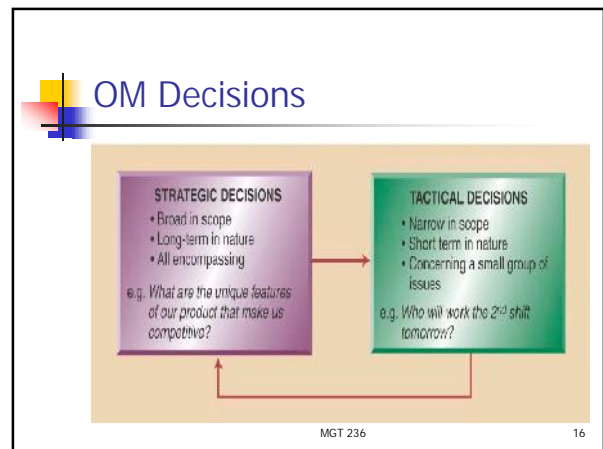 OM Decisions
STRATEGIC DECISIONS
• Broad in scope
• Long-term in nature
• All encompassing
e.g. What are the unique features
of our product that make us
competitive?
TACTICAL DECISIONS
• Narrow in scope
• Short term in nature
• Concerning a small group of
issues
e.g. Who will work the 2nd shift
tomorrow?
MGT 236
16